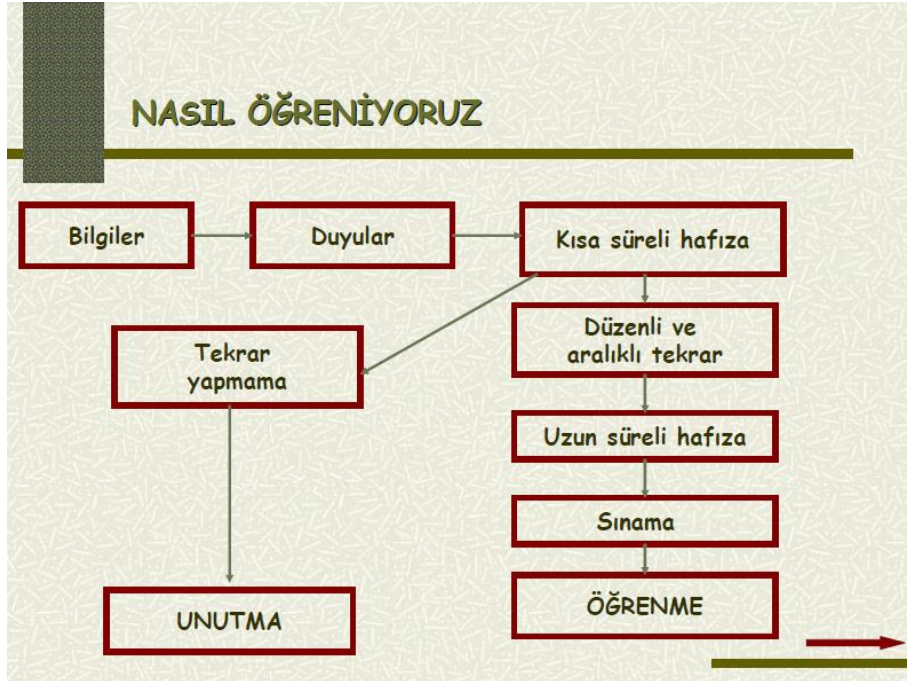 NASIL ÖĞRENİYORUZ
Bilgiler
Duyular
Kısa süreli hafıza
Düzenli ve
aralıklı tekrar
Tekrar
yapmama
Uzun süreli hafıza
Sınama
ÖĞRENME
UNUTMA